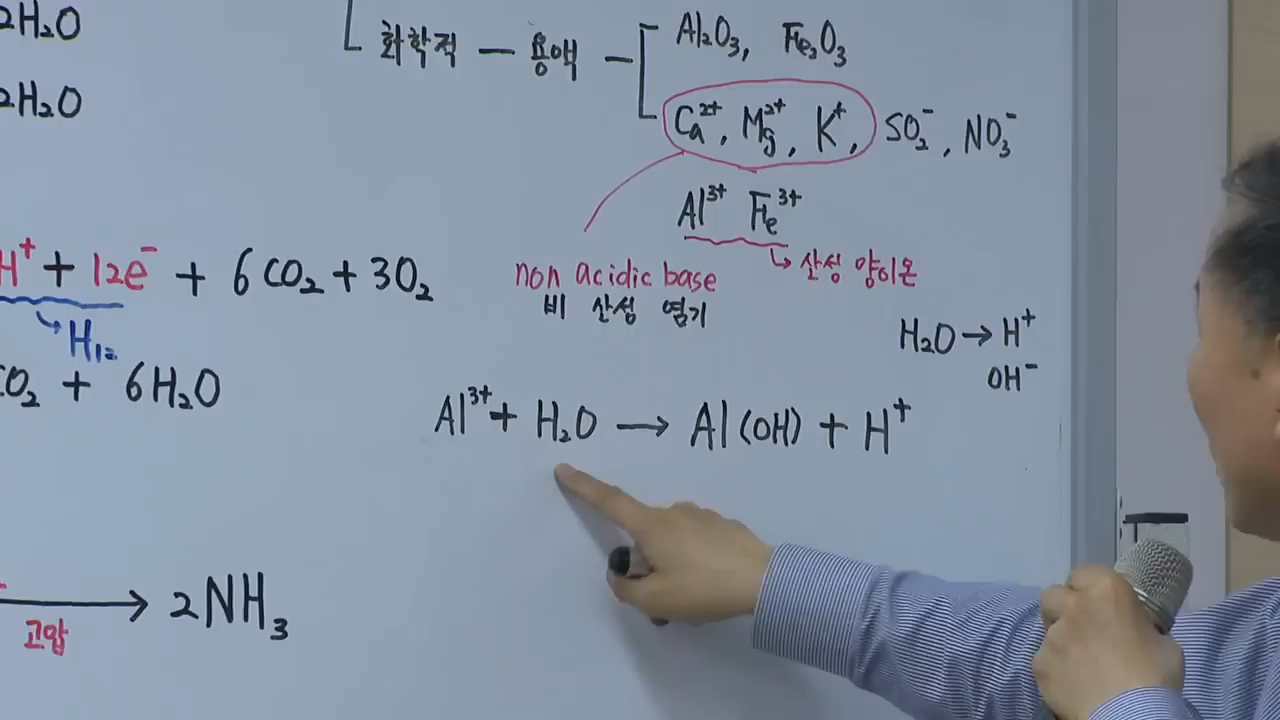 2H₂O
화학적 — 용액 — Al₂O₃, Fe₂O₃
2H₂O
Ca²⁺, Mg²⁺, K⁺, SO₂⁻, NO₃⁻
Al³⁺ Fe³⁺
산성 양이온
H⁺ + 12e⁻ + 6CO₂ + 3O₂
H₁₂
non acidic base
비 산성 염기
H₂O → H⁺
OH⁻
CO₂ + 6H₂O
Al³⁺ + H₂O → Al(OH) + H⁺
→ 2NH₃
고압